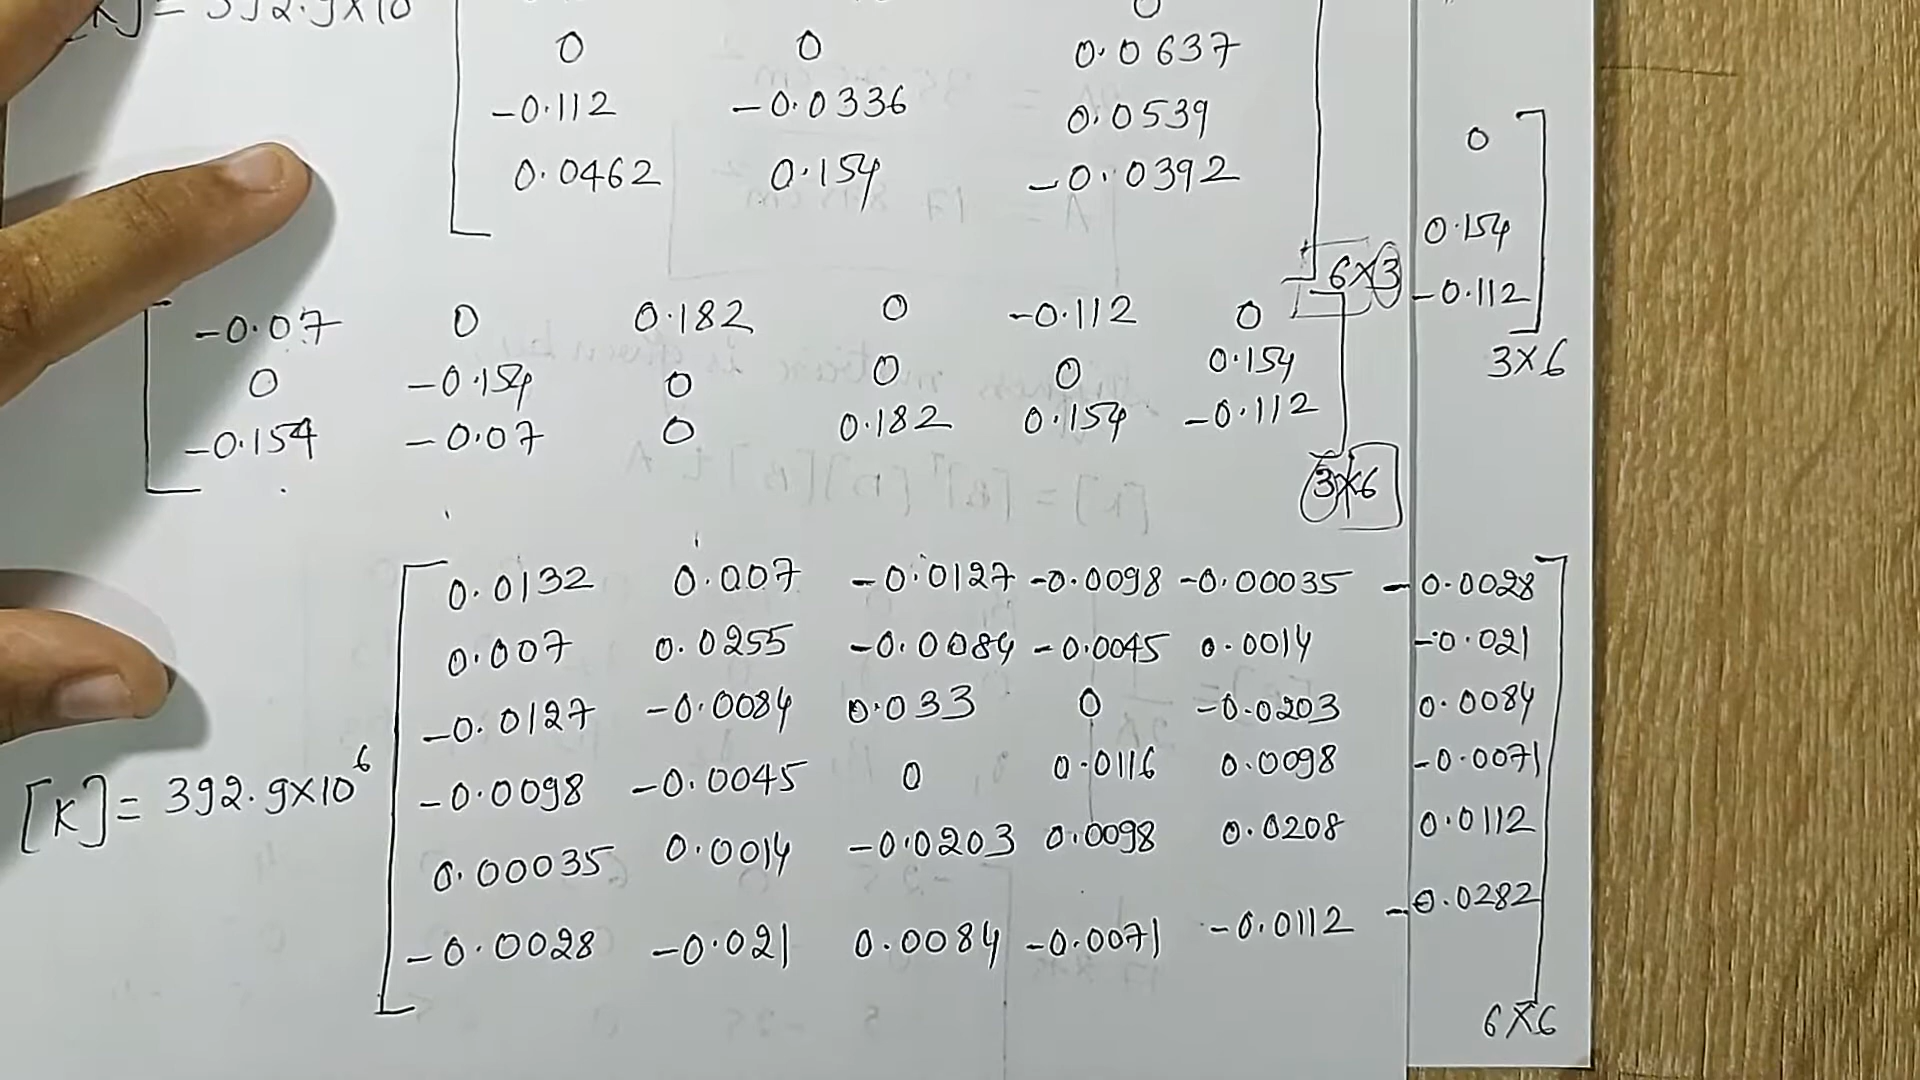 [K] = 392.9×10
0
0 0 0.0637
-0.112 -0.0336 0.0539
0.0462 0.154 -0.0392
6×3
0
0.154
-0.112
3×6
-0.07 0 0.182 0 -0.112 0
0 -0.154 0 0 0 0.154
-0.154 -0.07 0 0.182 0.154 -0.112
3×6
0.0132 0.007 -0.0127 -0.0098 -0.00035 -0.0028
0.007 0.0255 -0.0084 -0.0045 0.0014 -0.021
-0.0127 -0.0084 0.033 0 -0.0203 0.0084
[K] = 392.9×10⁶ -0.0098 -0.0045 0 0.0116 0.0098 -0.0071
0.00035 0.0014 -0.0203 0.0098 0.0208 0.0112
-0.0028 -0.021 0.0084 -0.0071 -0.0112 -0.0282
6×6